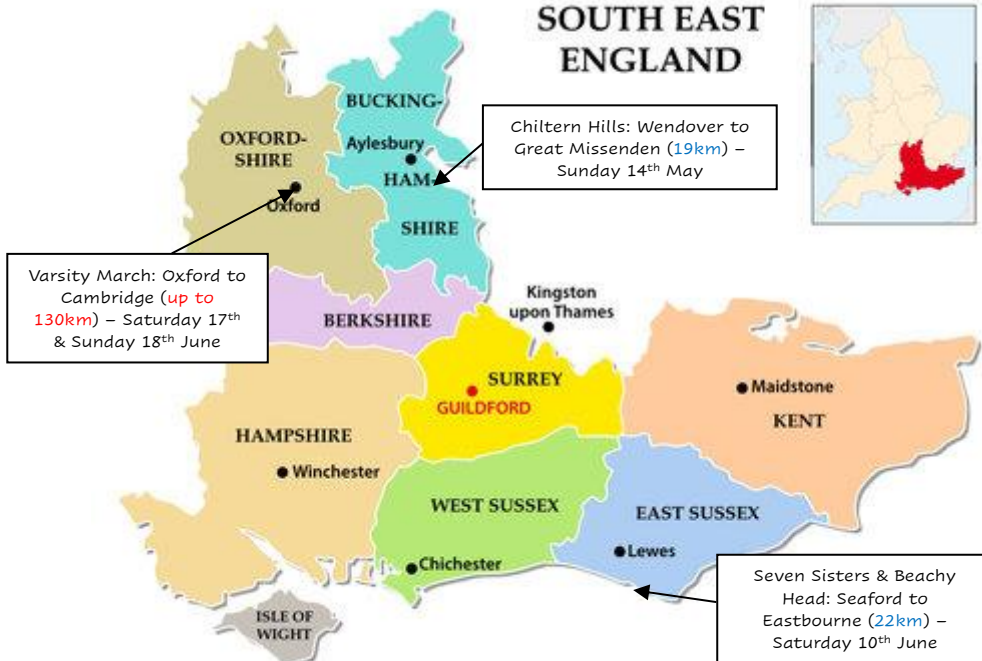 SOUTH EAST
ENGLAND
BUCKING-
HAM-
SHIRE
Aylesbury
OXFORD-
SHIRE
Oxford
Chiltern Hills: Wendover to
Great Missenden (19km) –
Sunday 14th May
Varsity March: Oxford to
Cambridge (up to
130km) – Saturday 17th
& Sunday 18th June
BERKSHIRE
Kingston
upon Thames
SURREY
GUILDFORD
Maidstone
KENT
HAMPSHIRE
Winchester
WEST SUSSEX
EAST SUSSEX
Lewes
Chichester
Seven Sisters & Beachy
Head: Seaford to
Eastbourne (22km) –
Saturday 10th June
ISLE OF
WIGHT